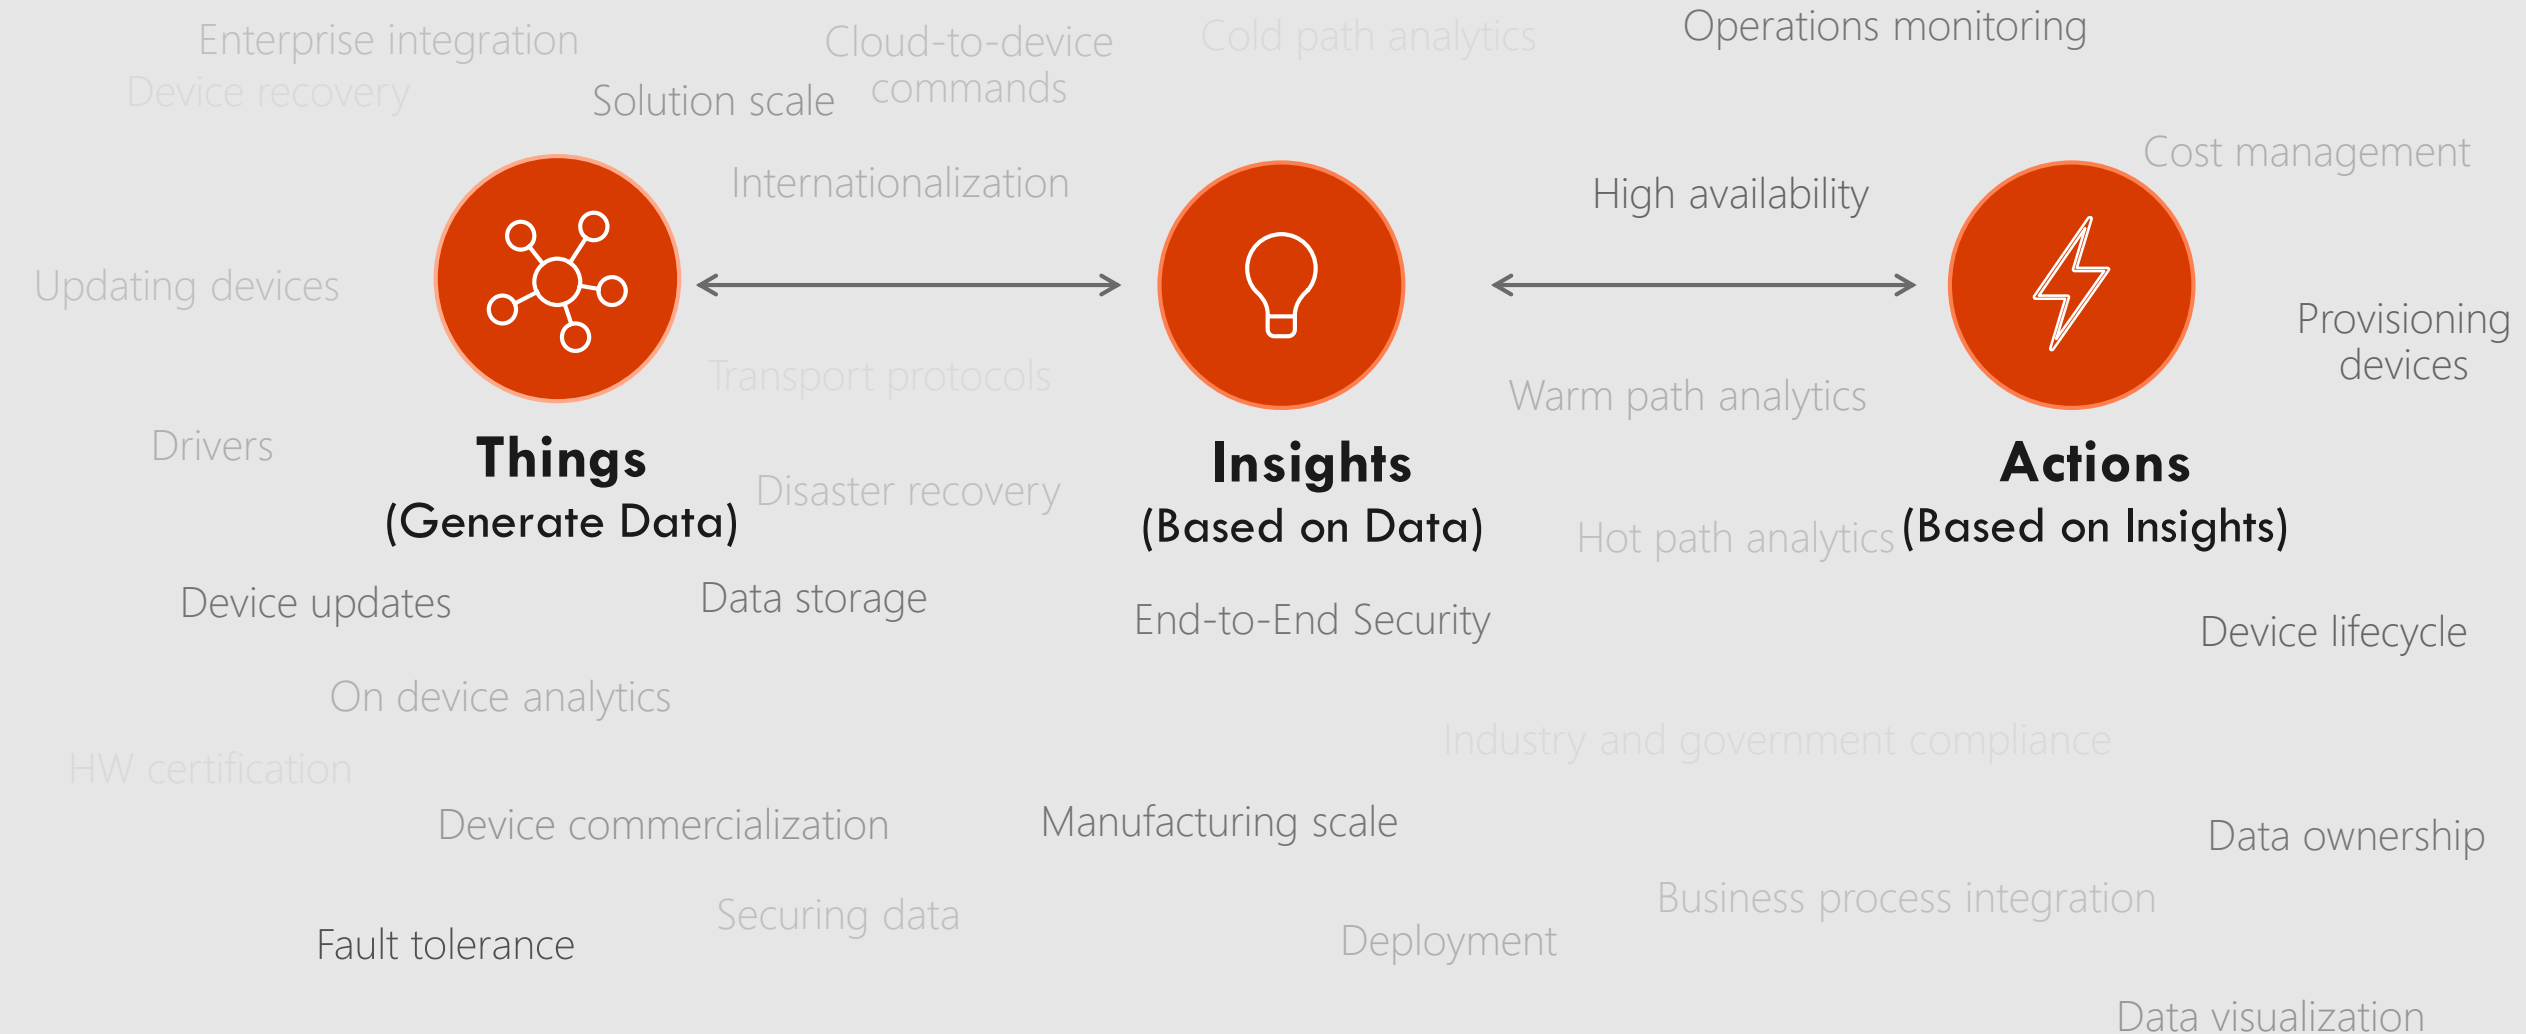 Operations monitoring
Enterprise integration
Cloud-to-device
commands
Cold path analytics
Device recovery
Solution scale
Cost management
Internationalization
High availability
Updating devices
Provisioning
devices
Transport protocols
Warm path analytics
Drivers
Things
(Generate Data)
Insights
(Based on Data)
Actions
(Based on Insights)
Disaster recovery
Hot path analytics
Device updates
Data storage
End-to-End Security
Device lifecycle
On device analytics
Industry and government compliance
HW certification
Device commercialization
Manufacturing scale
Data ownership
Securing data
Business process integration
Fault tolerance
Deployment
Data visualization